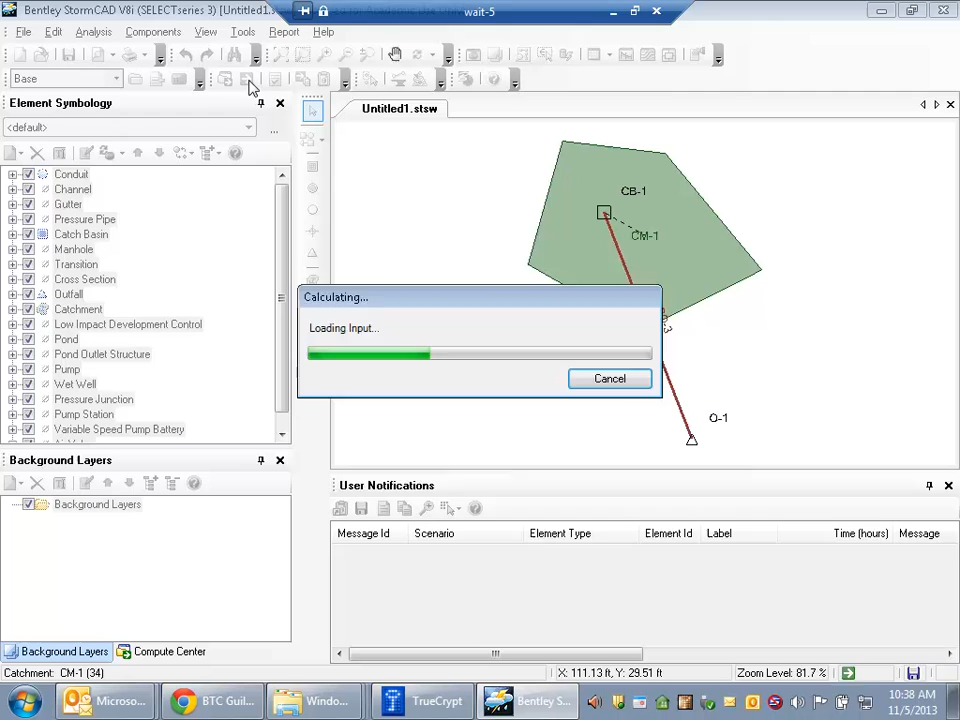 Bentley StormCAD V8i (SELECTseries 3) [Untitled1.s
wait-5
File Edit Analysis Components View Tools Report Help
Base
Element Symbology
<default>
...
Conduit
Channel
Gutter
Pressure Pipe
Catch Basin
Manhole
Transition
Cross Section
Outfall
Catchment
Low Impact Development Control
Pond
Pond Outlet Structure
Pump
Wet Well
Pressure Junction
Pump Station
Variable Speed Pump Battery
Background Layers
Background Layers
Background Layers
Compute Center
Untitled1.stsw
CB-1
CM-1
O-1
Calculating...
Loading Input...
Cancel
User Notifications
Message Id Scenario Element Type Element Id Label Time (hours) Message
Catchment: CM-1 (34)
X: 111.13 ft, Y: 29.51 ft
Zoom Level: 81.7 %
Microso...
BTC Guil...
Windo...
TrueCrypt
Bentley S...
10:38 AM
11/5/2013